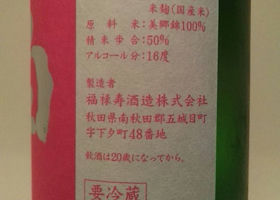 米麹(国産米)
原料米:美郷錦100%
精米歩合:50%
アルコール分:16度
製造者
福禄寿酒造株式会社
秋田県南秋田郡五城目町
字下夕町48番地
飲酒は20歳になってから。
要冷蔵